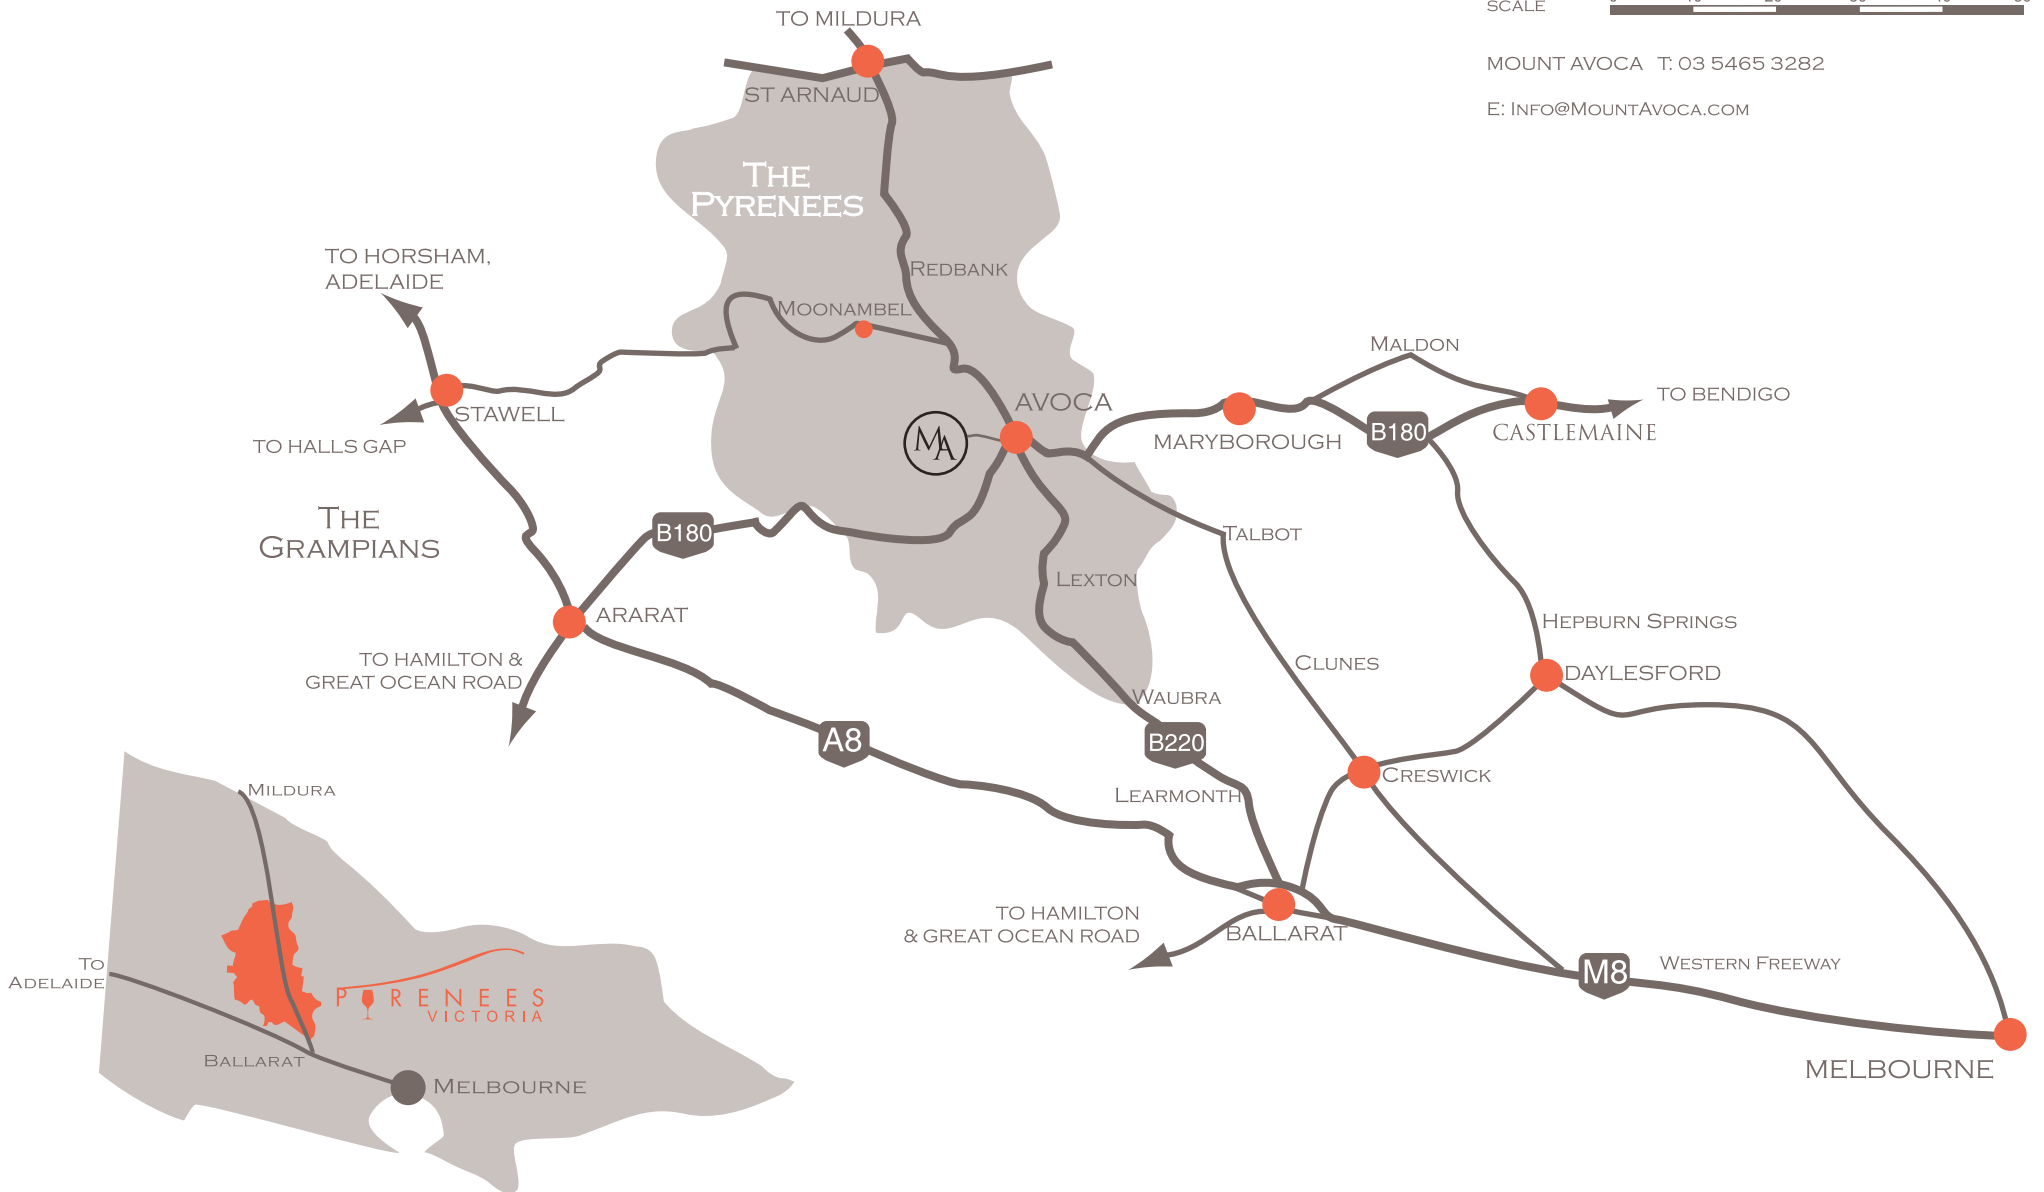 TO MILDURA
SCALE
MOUNT AVOCA T: 03 5465 3282
E: Info@MountAvoca.com
ST ARNAUD
The
Pyrenees
TO HORSHAM,
ADELAIDE
Redbank
Moonambel
Maldon
TO BENDIGO
AVOCA
STAWELL
MARYBOROUGH
B180
CASTLEMAINE
TO HALLS GAP
MA
The
Grampians
B180
Talbot
Lexton
ARARAT
Hepburn Springs
TO HAMILTON &
GREAT OCEAN ROAD
Clunes
DAYLESFORD
Waubra
A8
B220
Creswick
Learmonth
Mildura
TO HAMILTON
& GREAT OCEAN ROAD
BALLARAT
M8
Western Freeway
To
Adelaide
PYRENEES
VICTORIA
Ballarat
Melbourne
MELBOURNE